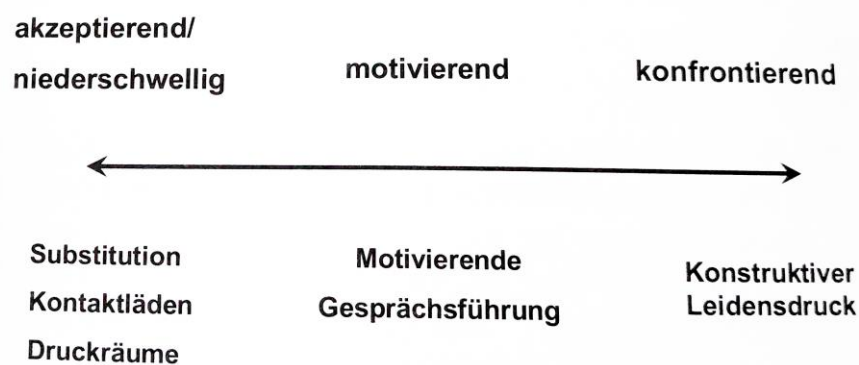 akzeptierend/
niederschwellig
motivierend
konfrontierend
Substitution
Kontaktläden
Druckräume
Motivierende
Gesprächsführung
Konstruktiver
Leidensdruck